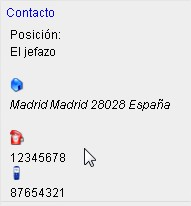 Contacto
Posición:
El jefazo
Madrid Madrid 28028 España
12345678
87654321